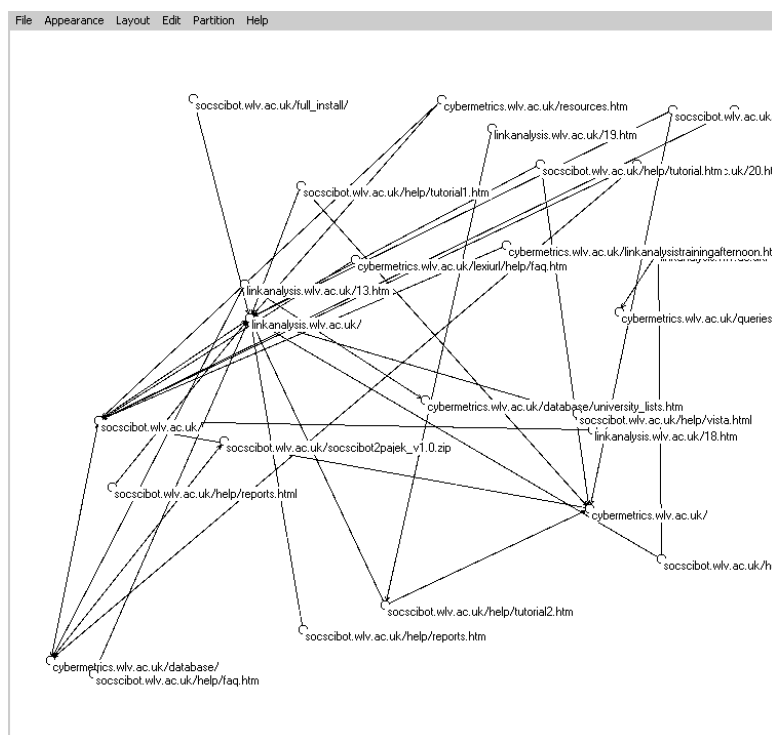 File Appearance Layout Edit Partition Help
socscibot.wlv.ac.uk/full_install/
cybermetrics.wlv.ac.uk/resources.htm
socscibot.wlv.ac.uk
linkanalysis.wlv.ac.uk/19.htm
socscibot.wlv.ac.uk/help/tutorial.htm
:.uk/20.ht
socscibot.wlv.ac.uk/help/tutorial1.htm
cybermetrics.wlv.ac.uk/linkanalysistrainingafternoon.ht
cybermetrics.wlv.ac.uk/lexiurl/help/faq.htm
linkanalysis.wlv.ac.uk/13.htm
cybermetrics.wlv.ac.uk/queries
linkanalysis.wlv.ac.uk/
cybermetrics.wlv.ac.uk/database/university_lists.htm
socscibot.wlv.ac.uk/help/vista.html
socscibot.wlv.ac.uk/
linkanalysis.wlv.ac.uk/18.htm
socscibot.wlv.ac.uk/socscibot2pajek_v1.0.zip
socscibot.wlv.ac.uk/help/reports.html
cybermetrics.wlv.ac.uk/
socscibot.wlv.ac.uk/h
socscibot.wlv.ac.uk/help/tutorial2.htm
socscibot.wlv.ac.uk/help/reports.htm
cybermetrics.wlv.ac.uk/database/
socscibot.wlv.ac.uk/help/faq.htm